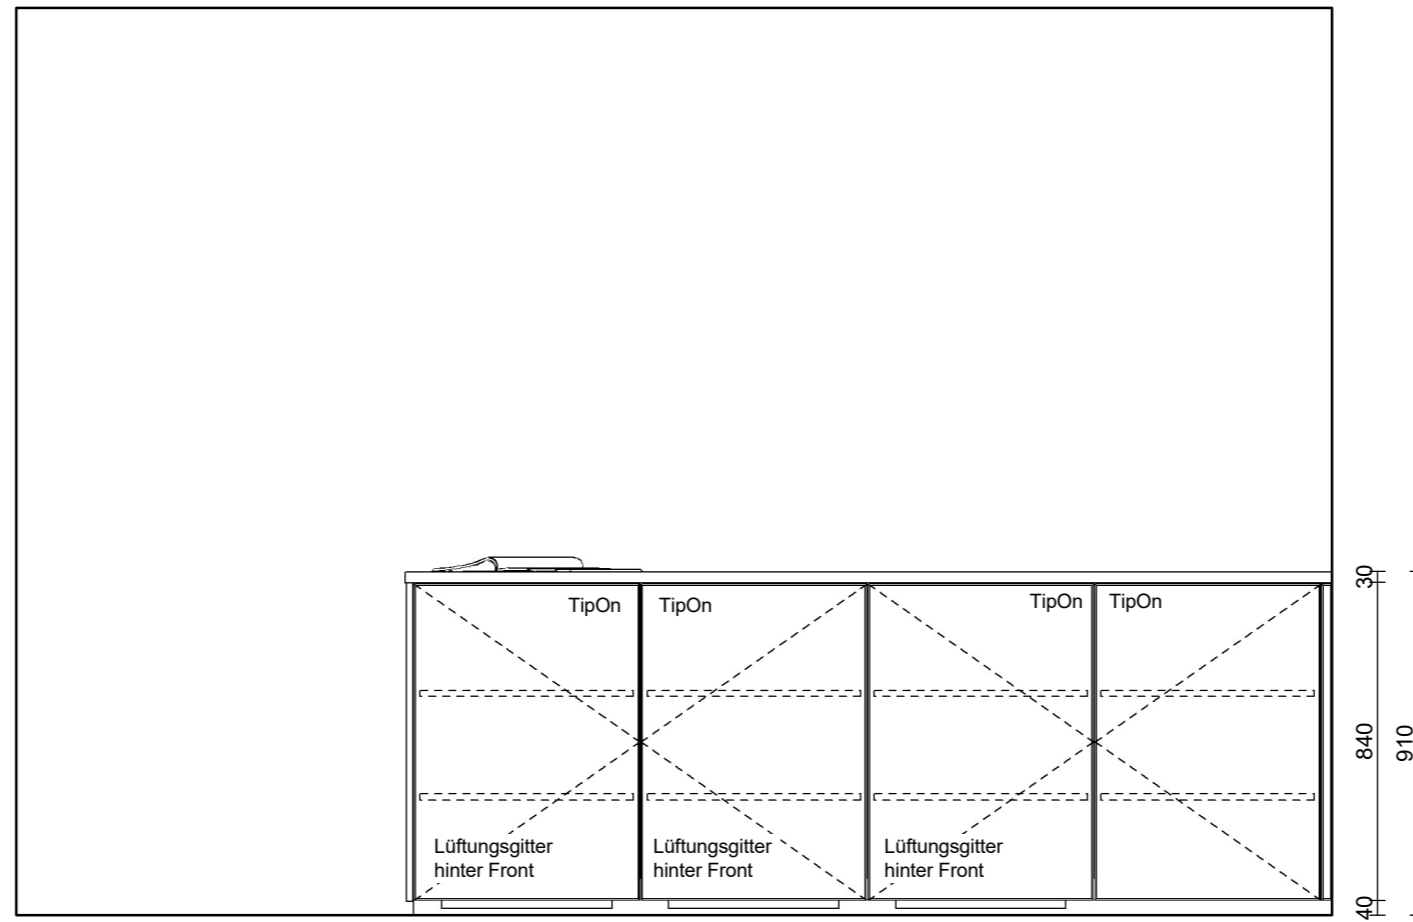 TipOn
TipOn
TipOn
TipOn
Lüftungsgitter
hinter Front
Lüftungsgitter
hinter Front
Lüftungsgitter
hinter Front
30
840
910
40